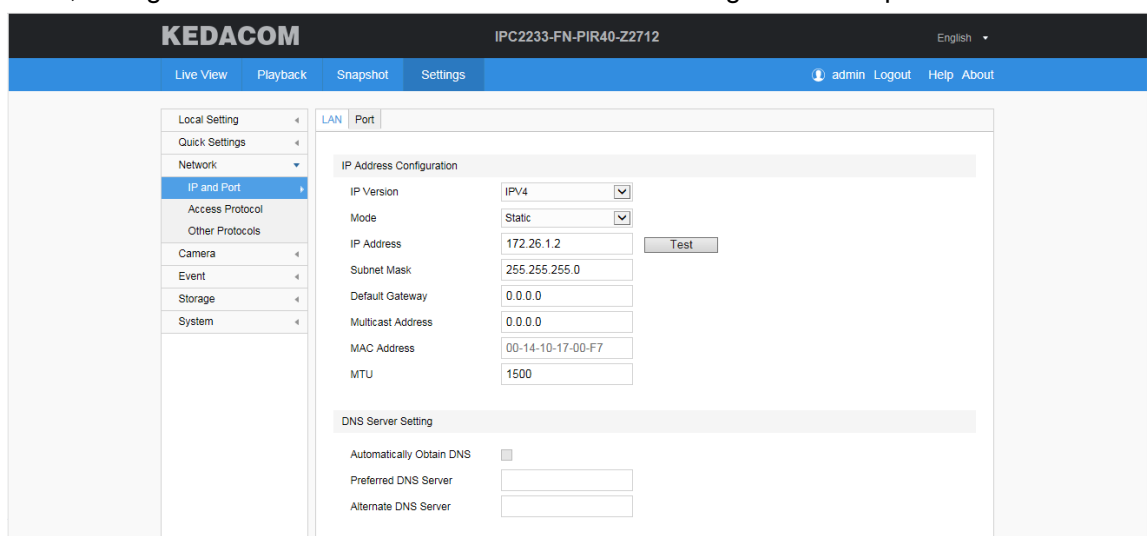 KEDACOM IPC2233-FN-PIR40-Z2712 English
Live View Playback Snapshot Settings admin Logout Help About
Local Setting
Quick Settings
Network
IP and Port
Access Protocol
Other Protocols
Camera
Event
Storage
System
LAN Port
IP Address Configuration
IP Version IPV4
Mode Static
IP Address 172.26.1.2 Test
Subnet Mask 255.255.255.0
Default Gateway 0.0.0.0
Multicast Address 0.0.0.0
MAC Address 00-14-10-17-00-F7
MTU 1500
DNS Server Setting
Automatically Obtain DNS
Preferred DNS Server
Alternate DNS Server